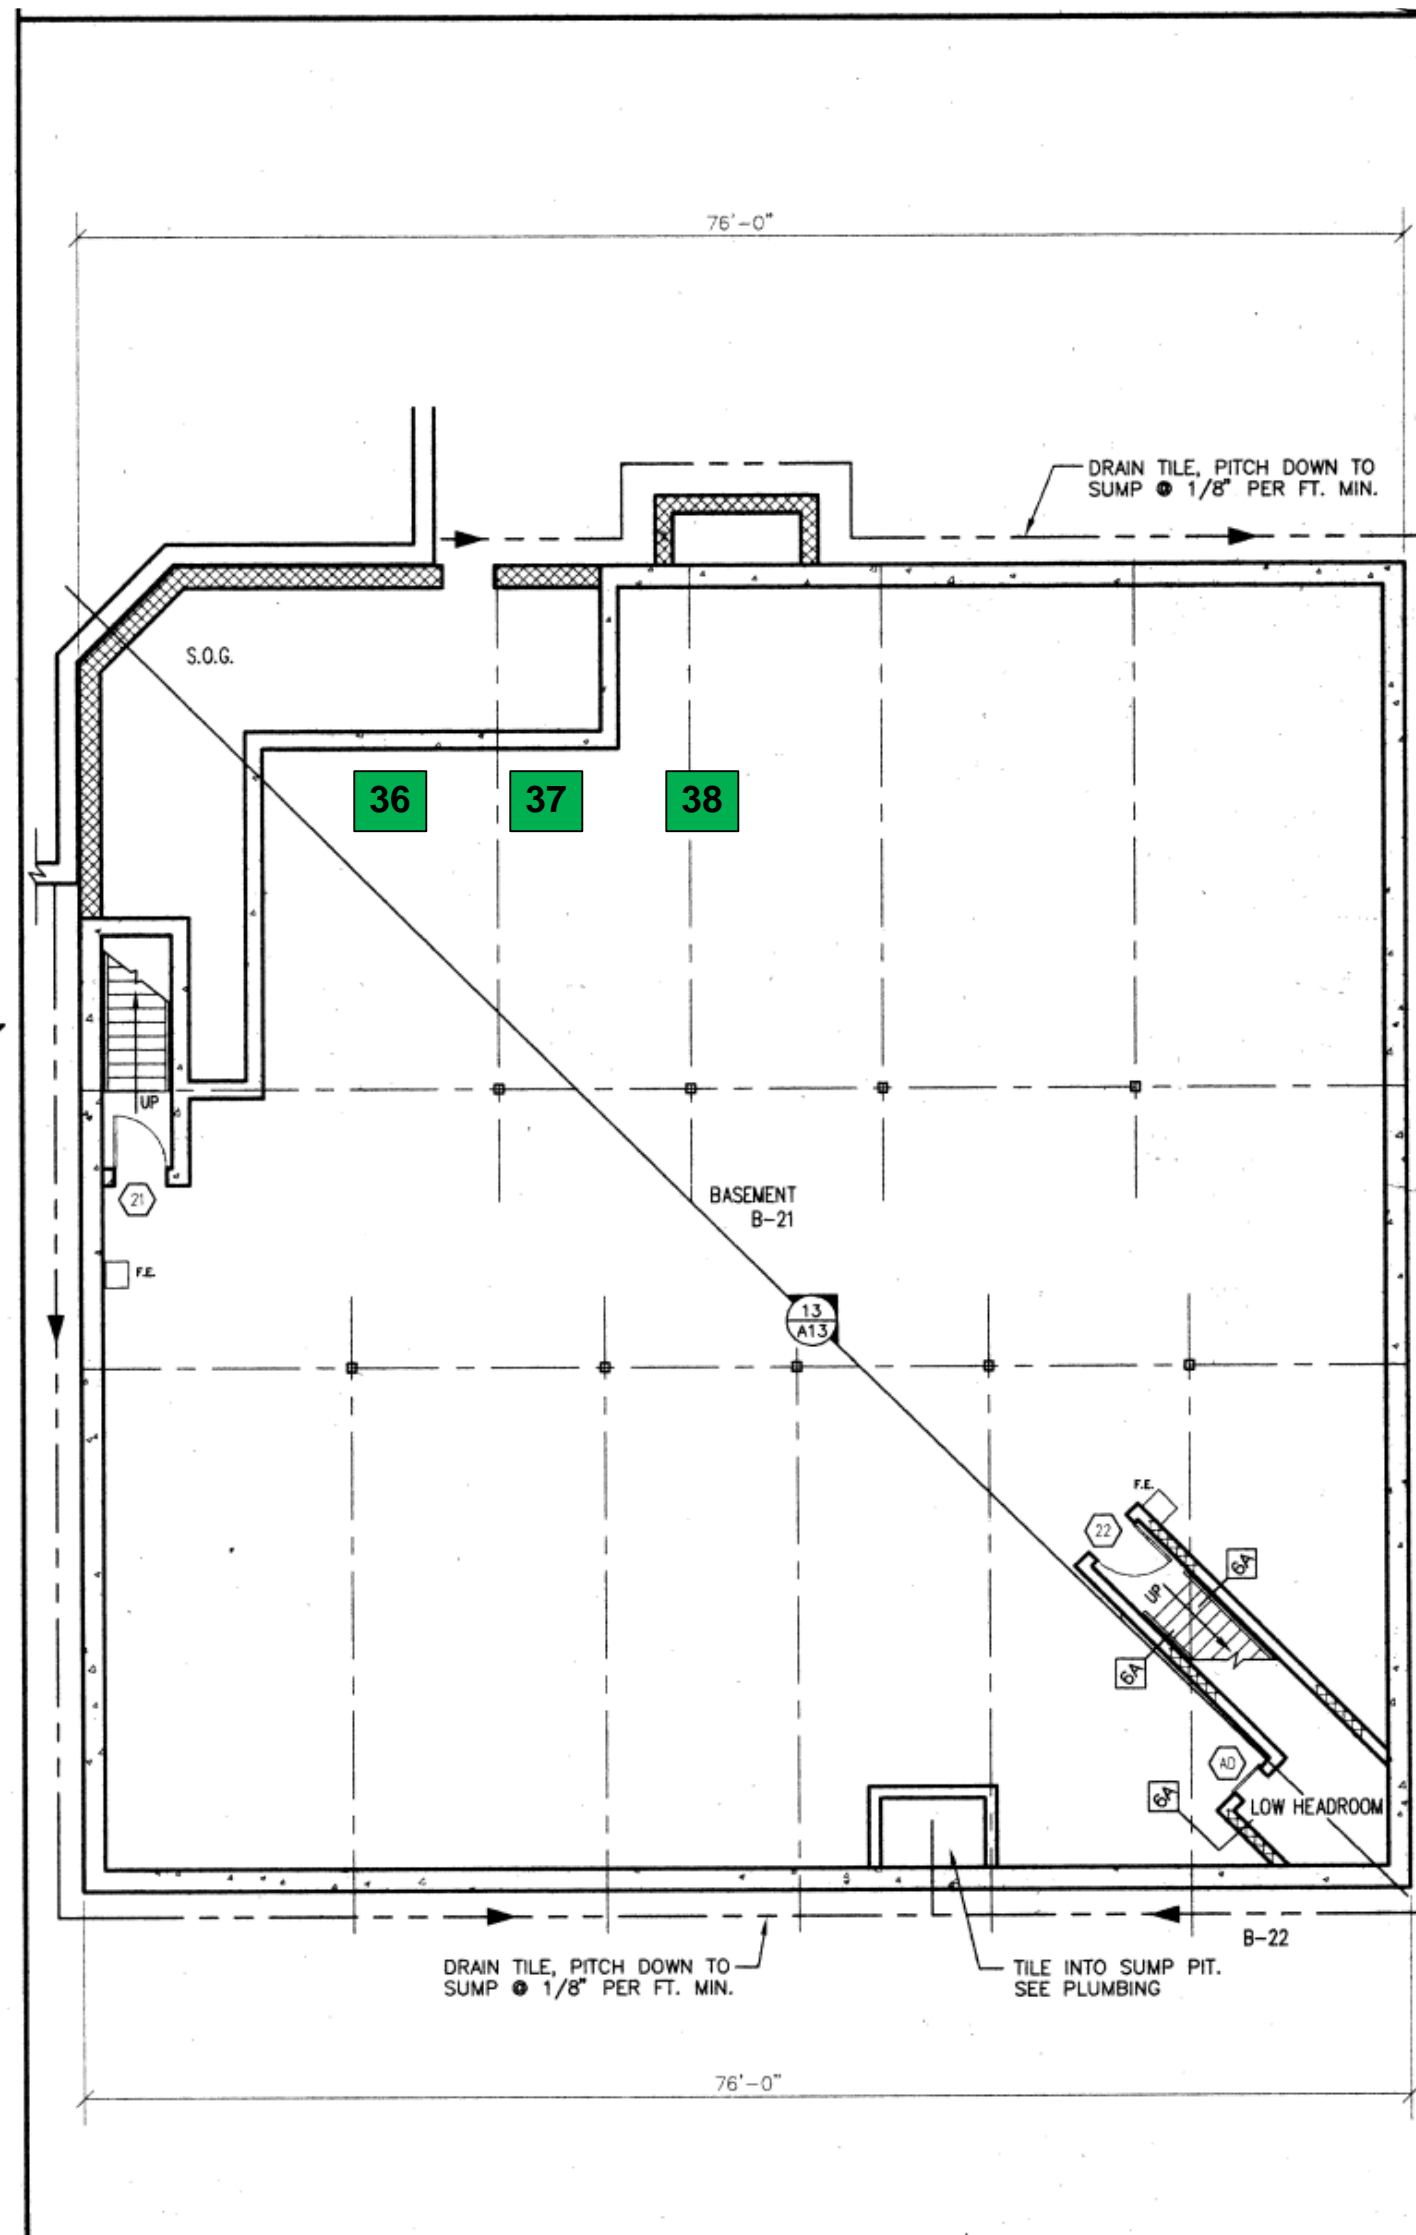 76'-0"
DRAIN TILE, PITCH DOWN TO
SUMP @ 1/8" PER FT. MIN.
S.O.G.
36
37
38
UP
21
BASEMENT
B-21
F.E.
13
A13
F.E.
22
6A
UP
6A
AD
6A
LOW HEADROOM
B-22
DRAIN TILE, PITCH DOWN TO
SUMP @ 1/8" PER FT. MIN.
TILE INTO SUMP PIT.
SEE PLUMBING
76'-0"